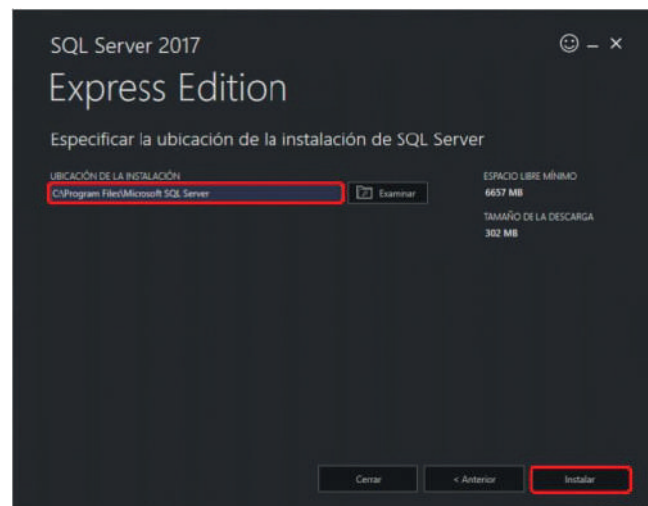 SQL Server 2017
Express Edition
Especificar la ubicación de la instalación de SQL Server
UBICACIÓN DE LA INSTALACIÓN
C:\Program Files\Microsoft SQL Server
Examinar
ESPACIO LIBRE MÍNIMO
6657 MB
TAMAÑO DE LA DESCARGA
302 MB
Cerrar
< Anterior
Instalar